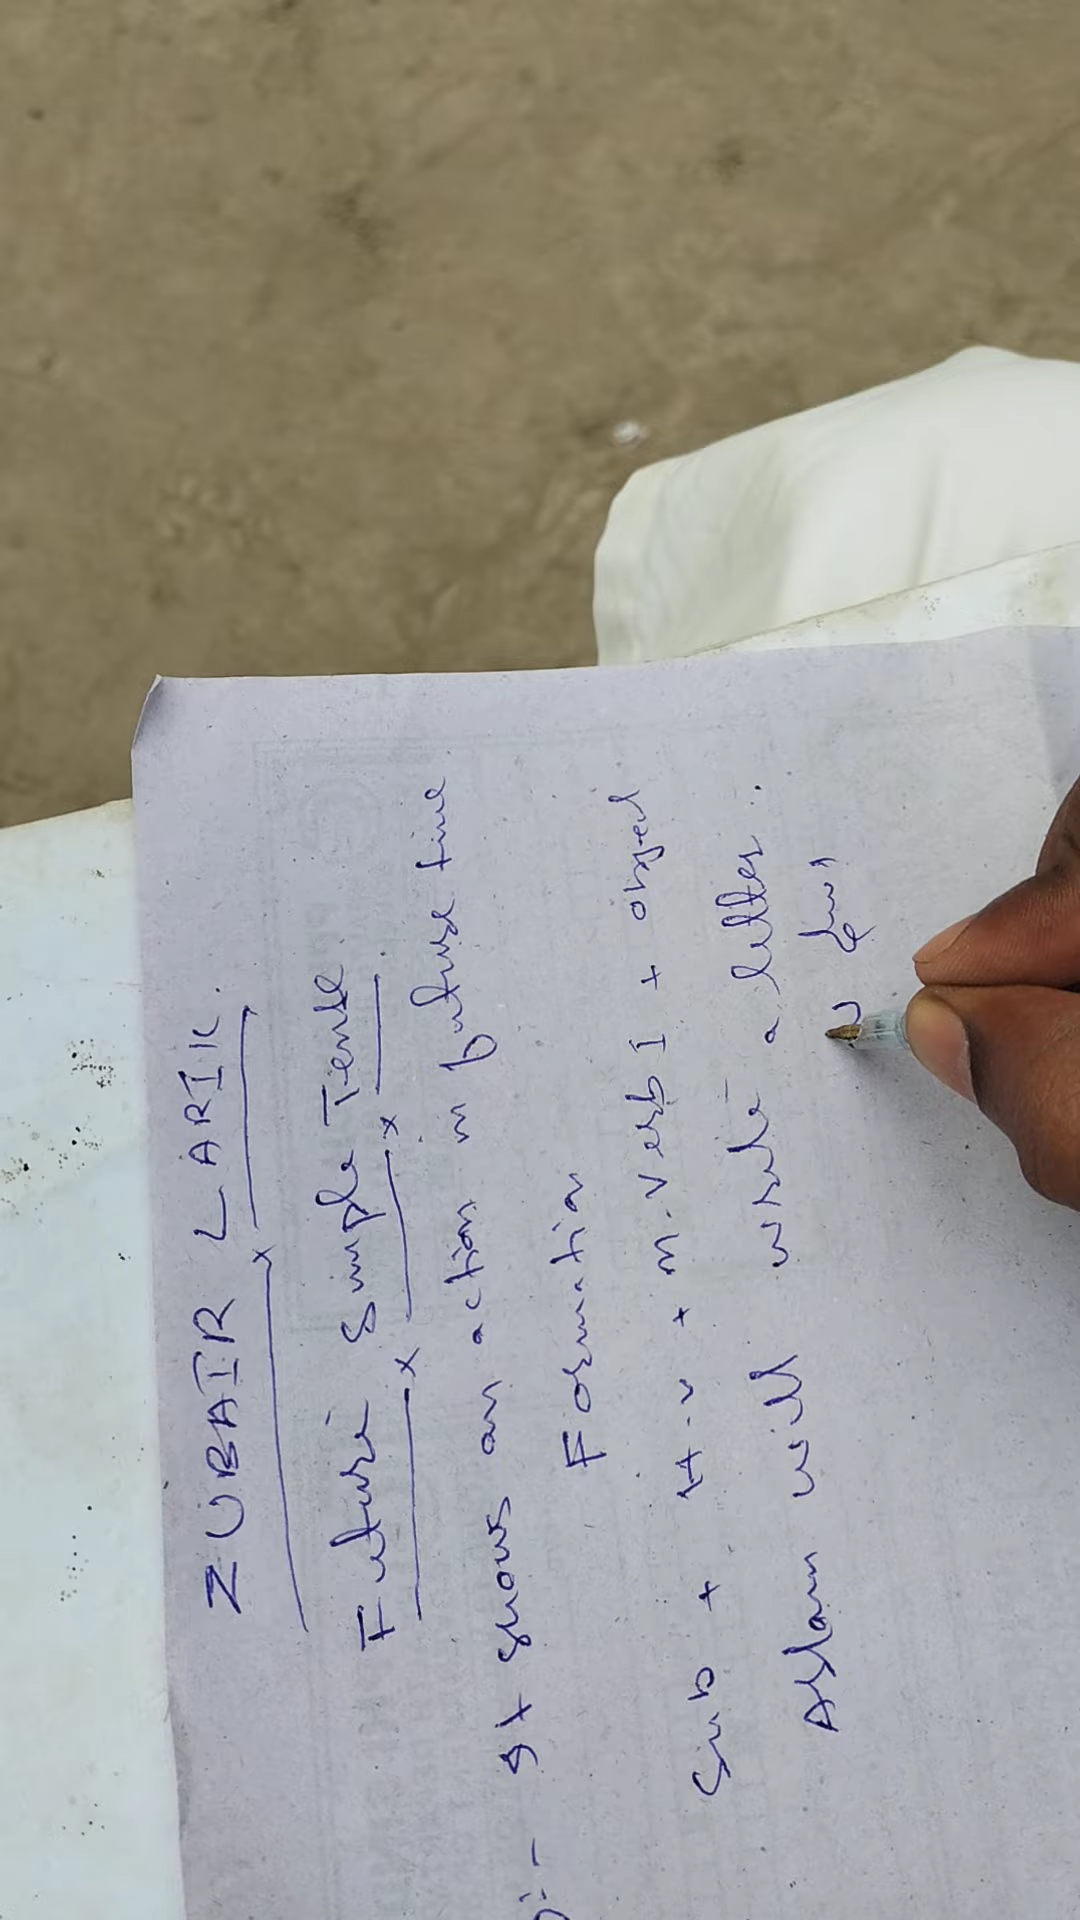 ZUBAIR LARIK.
Future Simple Tense
:- It shows an action in future time
Formation
Sub + H.v + m.verb I + object
Aslam will write a letter.